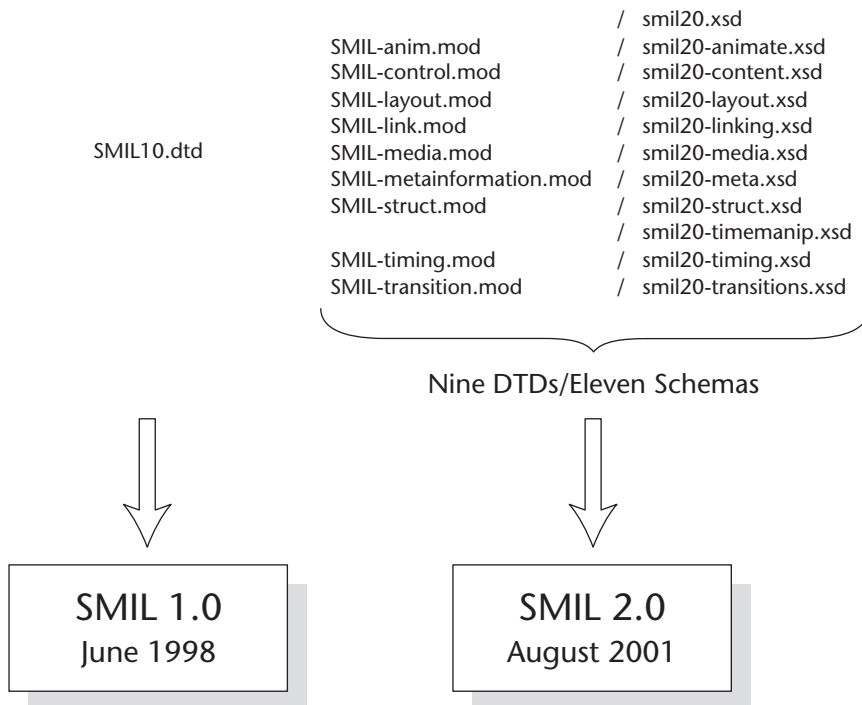 / smil20.xsd
SMIL-anim.mod / smil20-animate.xsd
SMIL-control.mod / smil20-content.xsd
SMIL-layout.mod / smil20-layout.xsd
SMIL-link.mod / smil20-linking.xsd
SMIL10.dtd
SMIL-media.mod / smil20-media.xsd
SMIL-metainformation.mod / smil20-meta.xsd
SMIL-struct.mod / smil20-struct.xsd
/ smil20-timemanip.xsd
SMIL-timing.mod / smil20-timing.xsd
SMIL-transition.mod / smil20-transitions.xsd
Nine DTDs/Eleven Schemas
SMIL 1.0
June 1998
SMIL 2.0
August 2001